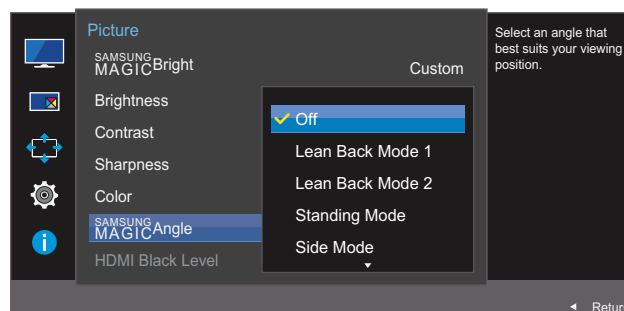 Picture
SAMSUNG
MAGICBright Custom
Brightness
Contrast
Sharpness
Color
SAMSUNG
MAGICAngle
HDMI Black Level
Off
Lean Back Mode 1
Lean Back Mode 2
Standing Mode
Side Mode
Select an angle that
best suits your viewing
position.
Return